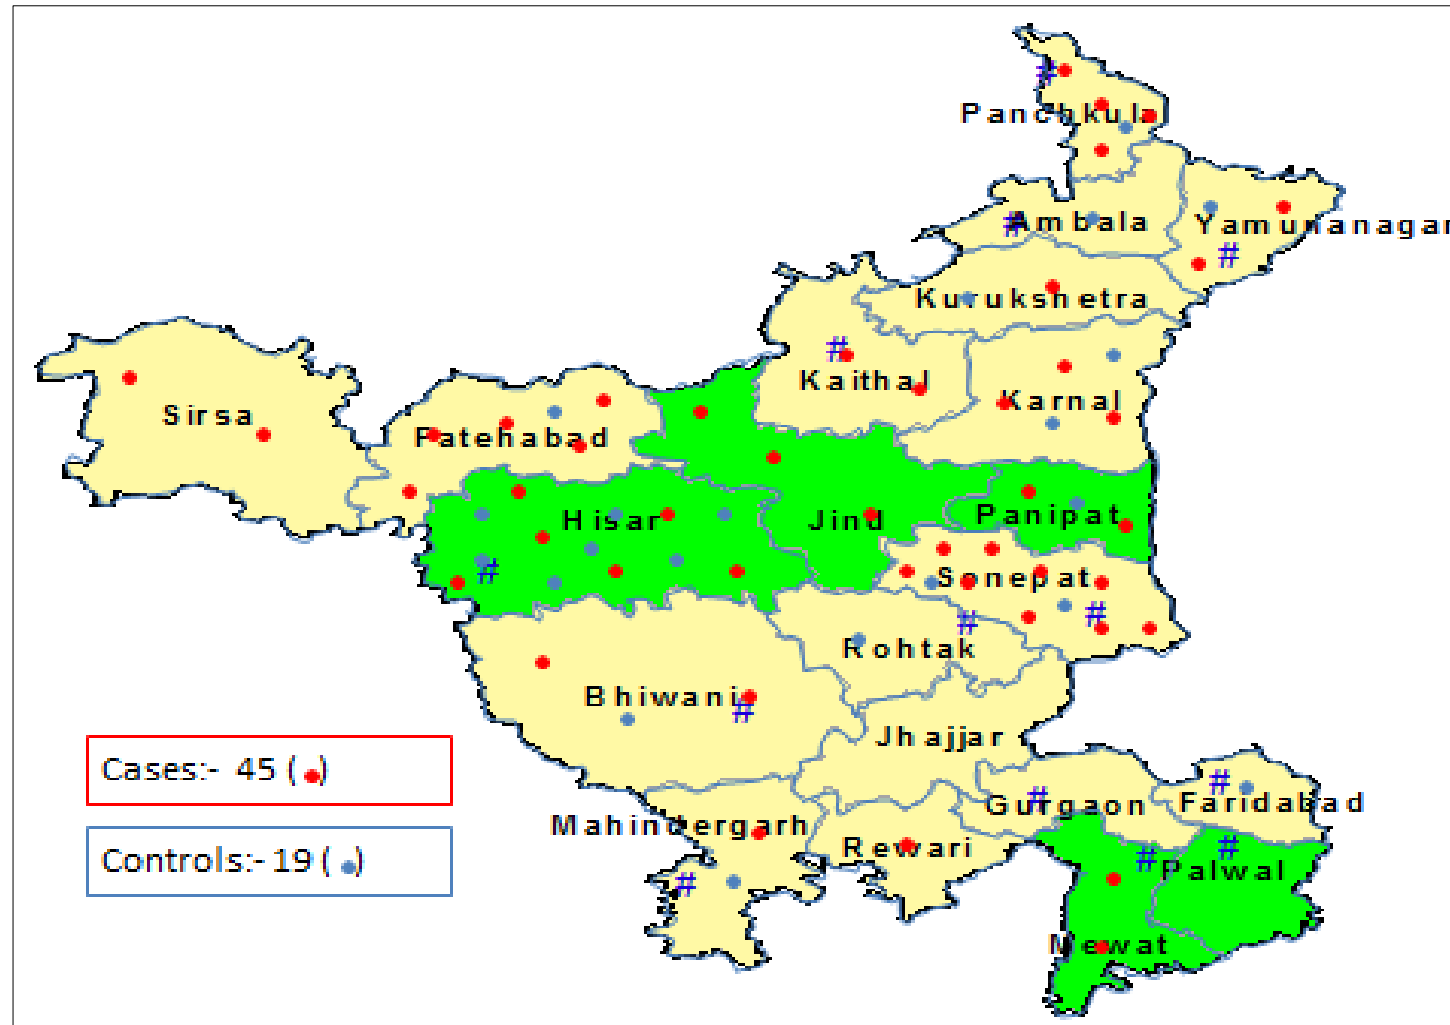 #
Panchkula
# Ambala
Yamunanagar
#
Kurukshetra
#
Kaithal
Karnal
Sirsa
Fatehabad
Hisar
Jind
Panipat
#
Sonepat
# #
Rohtak
Bhiwani
#
Jhajjar
Cases:- 45 ( )
#
Gurgaon
#
Faridabad
Mahindergarh
Rewari
Controls:- 19 ( )
# #
Palwal
#
Mewat